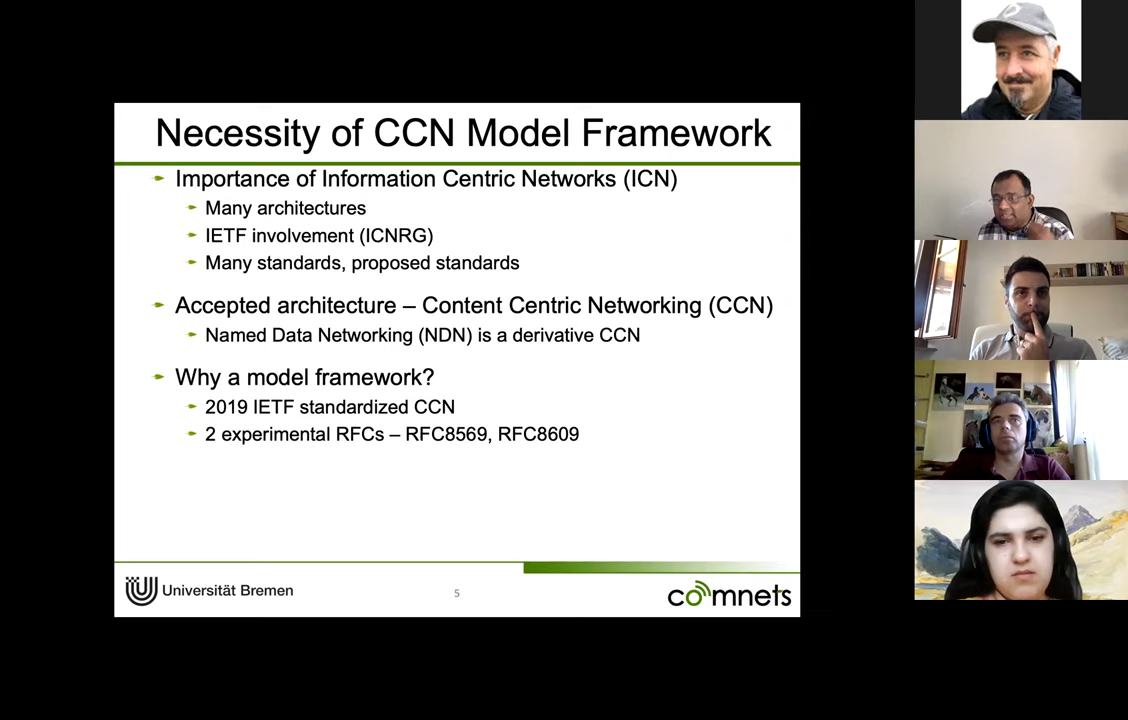 Necessity of CCN Model Framework
Importance of Information Centric Networks (ICN)
Many architectures
IETF involvement (ICNRG)
Many standards, proposed standards
Accepted architecture – Content Centric Networking (CCN)
Named Data Networking (NDN) is a derivative CCN
Why a model framework?
2019 IETF standardized CCN
2 experimental RFCs – RFC8569, RFC8609
Universität Bremen
5
comnets